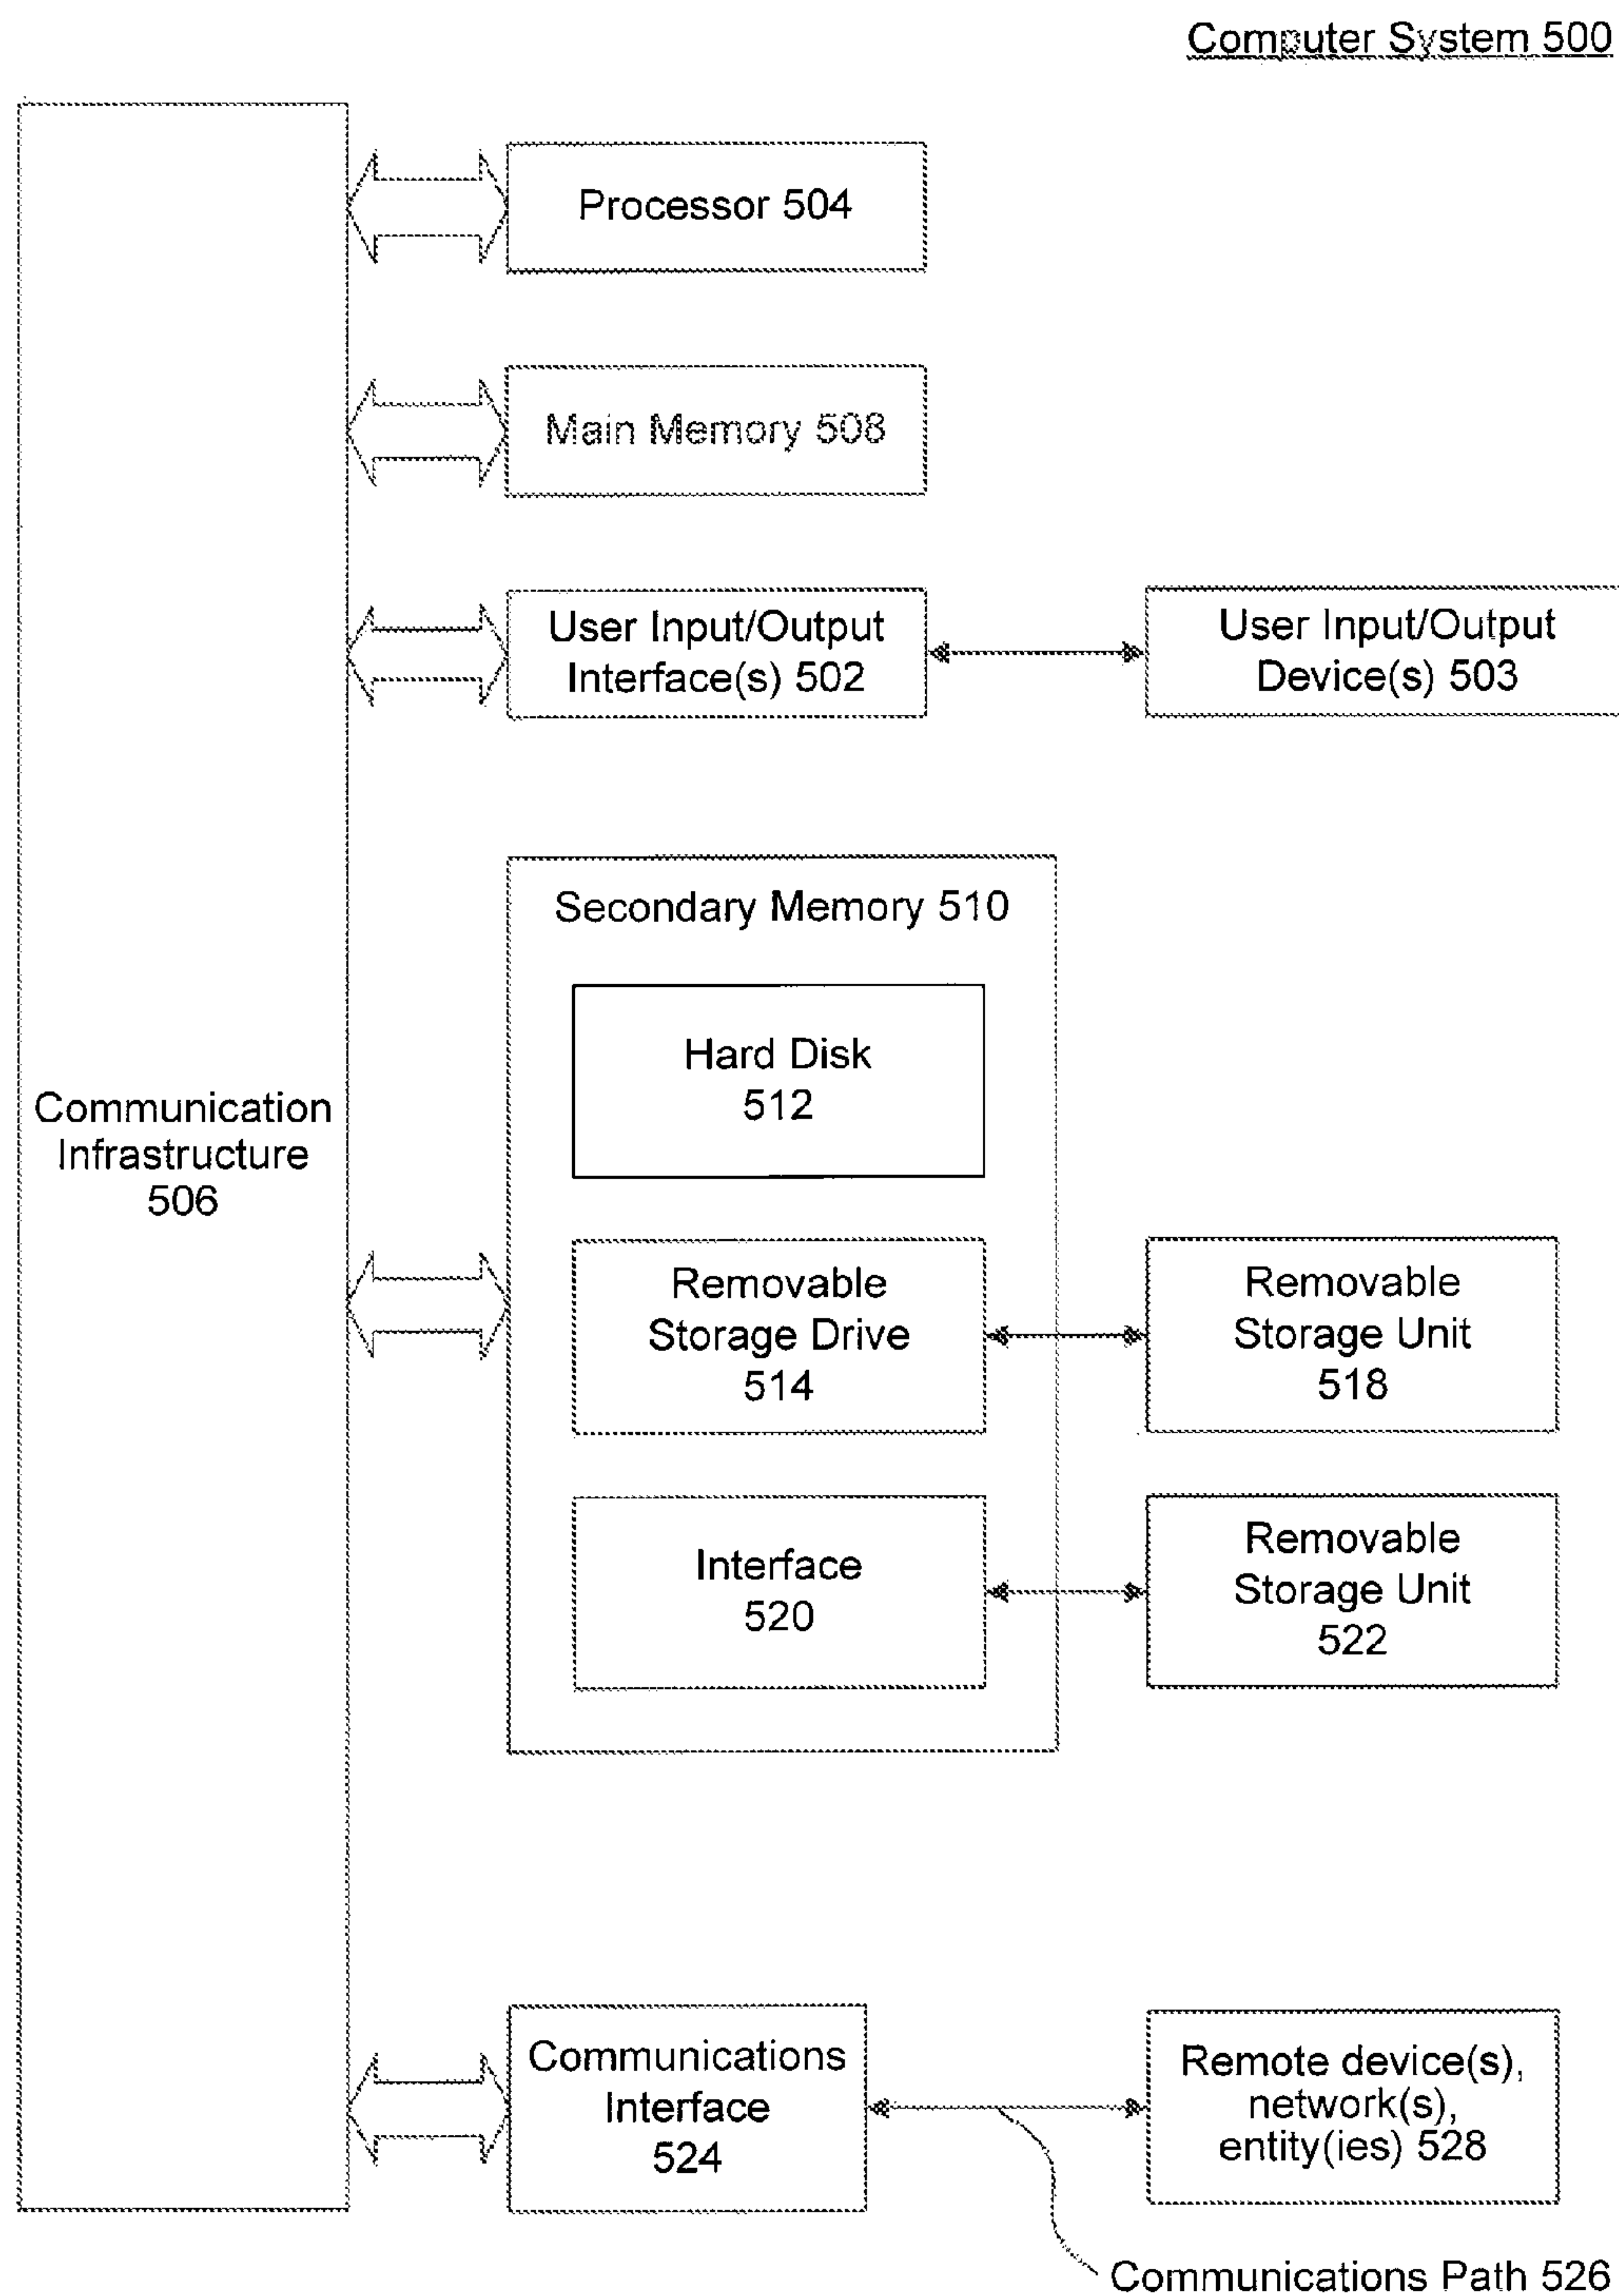 Computer System 500
Processor 504
Main Memory 508
User Input/Output
Interface(s) 502
User Input/Output
Device(s) 503
Secondary Memory 510
Hard Disk
512
Communication
Infrastructure
506
Removable
Storage Drive
514
Removable
Storage Unit
518
Interface
520
Removable
Storage Unit
522
Communications
Interface
524
Remote device(s),
network(s),
entity(ies) 528
Communications Path 526